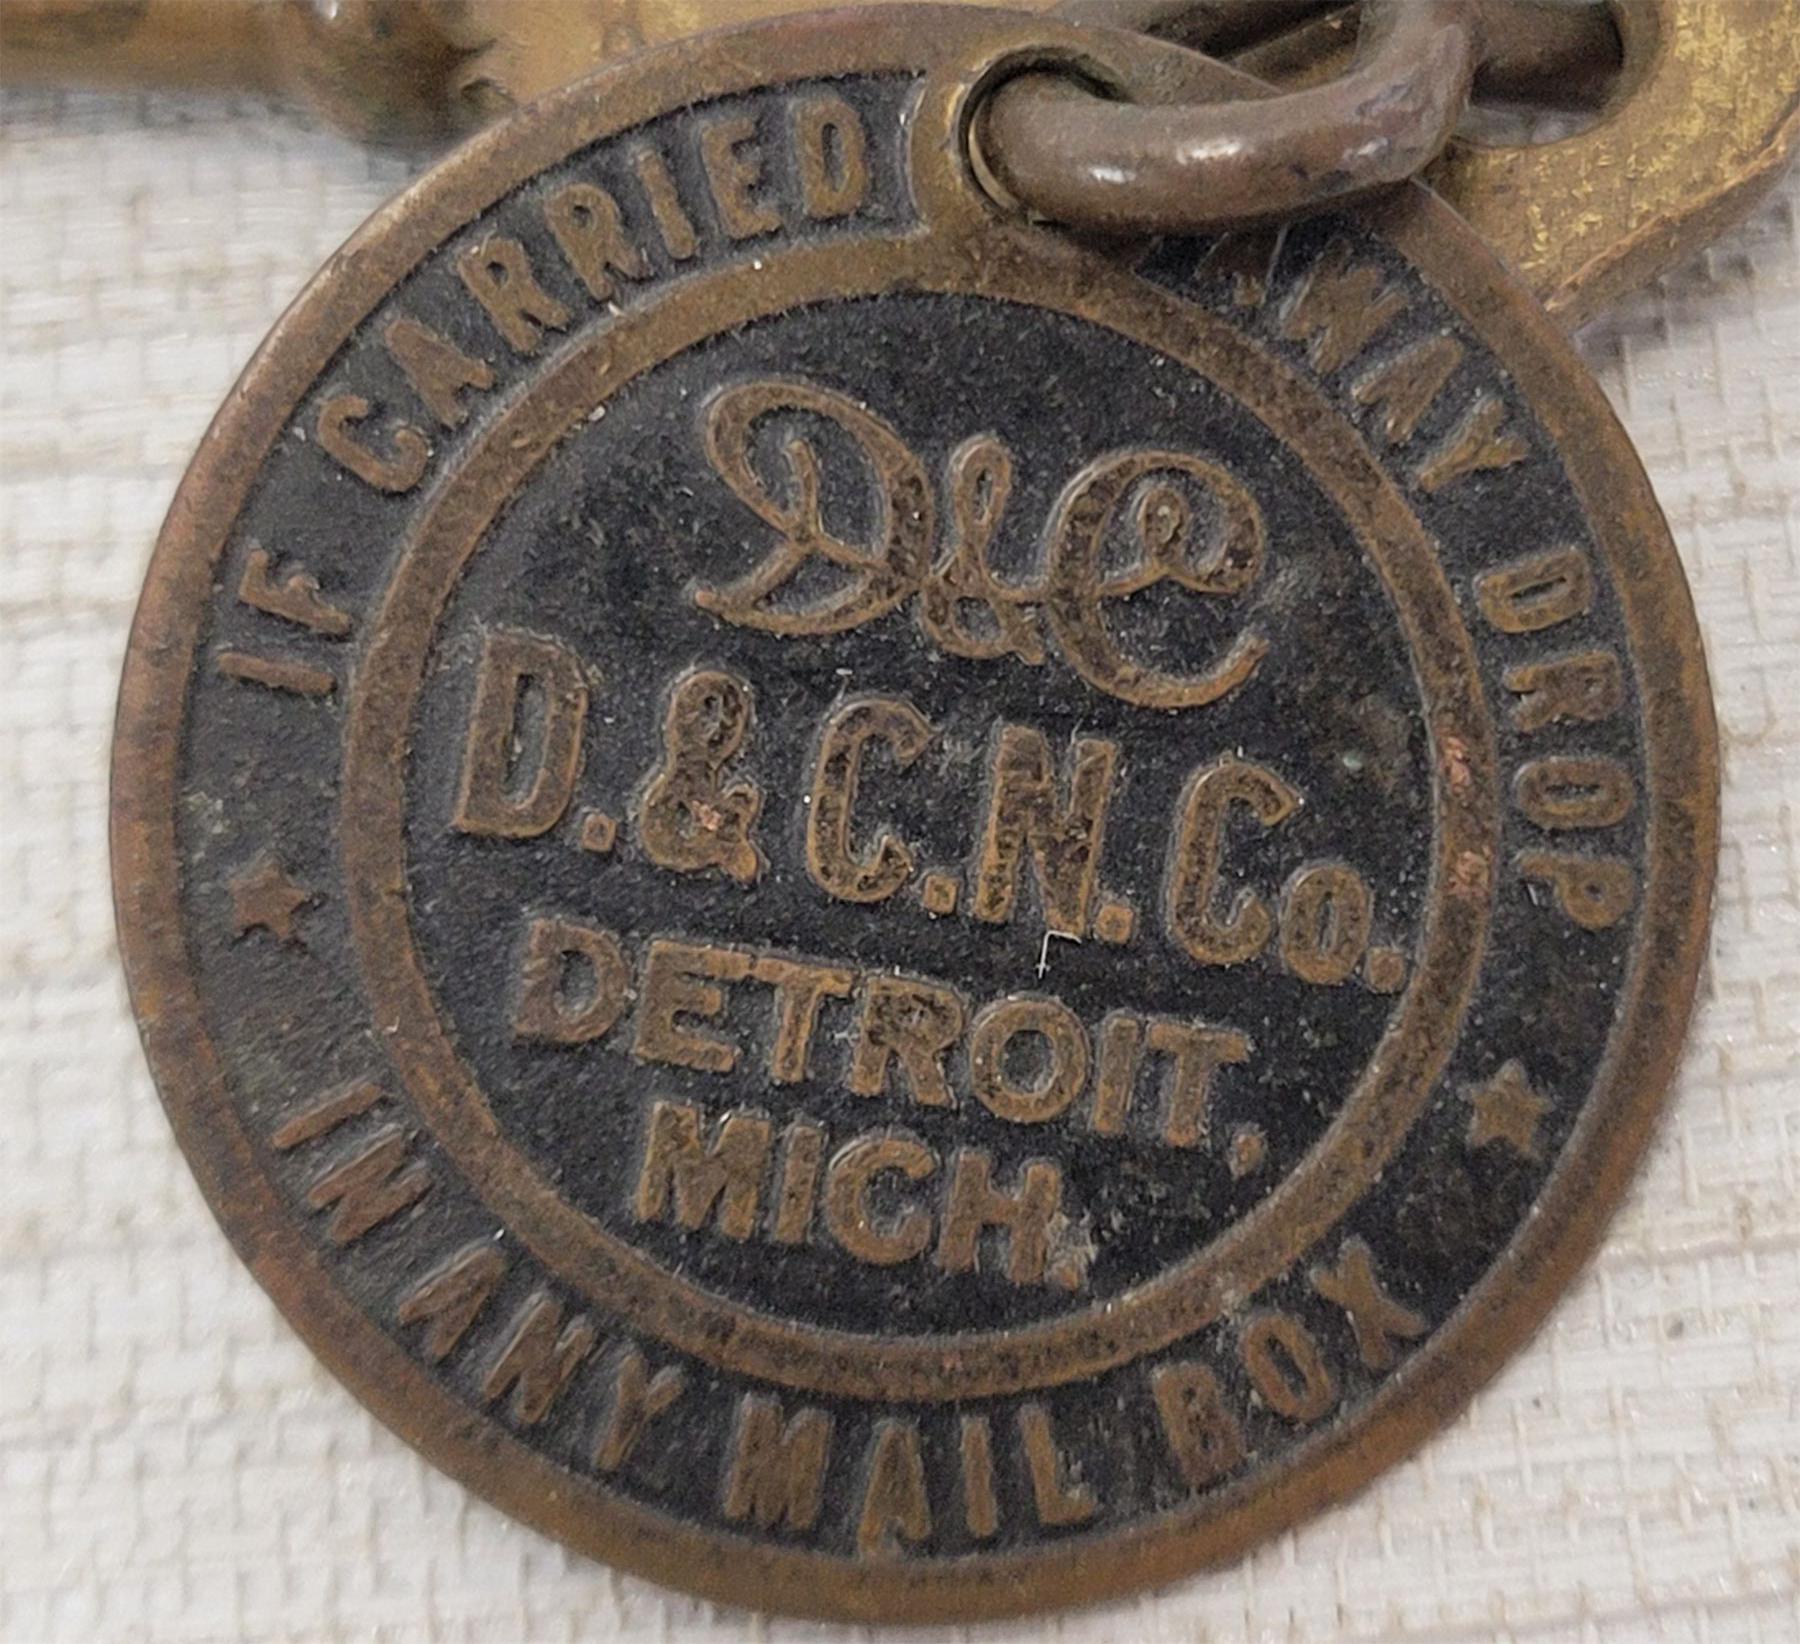 IF CARRIED AWAY DROP
D&C
D.&C.N.Co.
DETROIT,
MICH.
IN ANY MAIL BOX